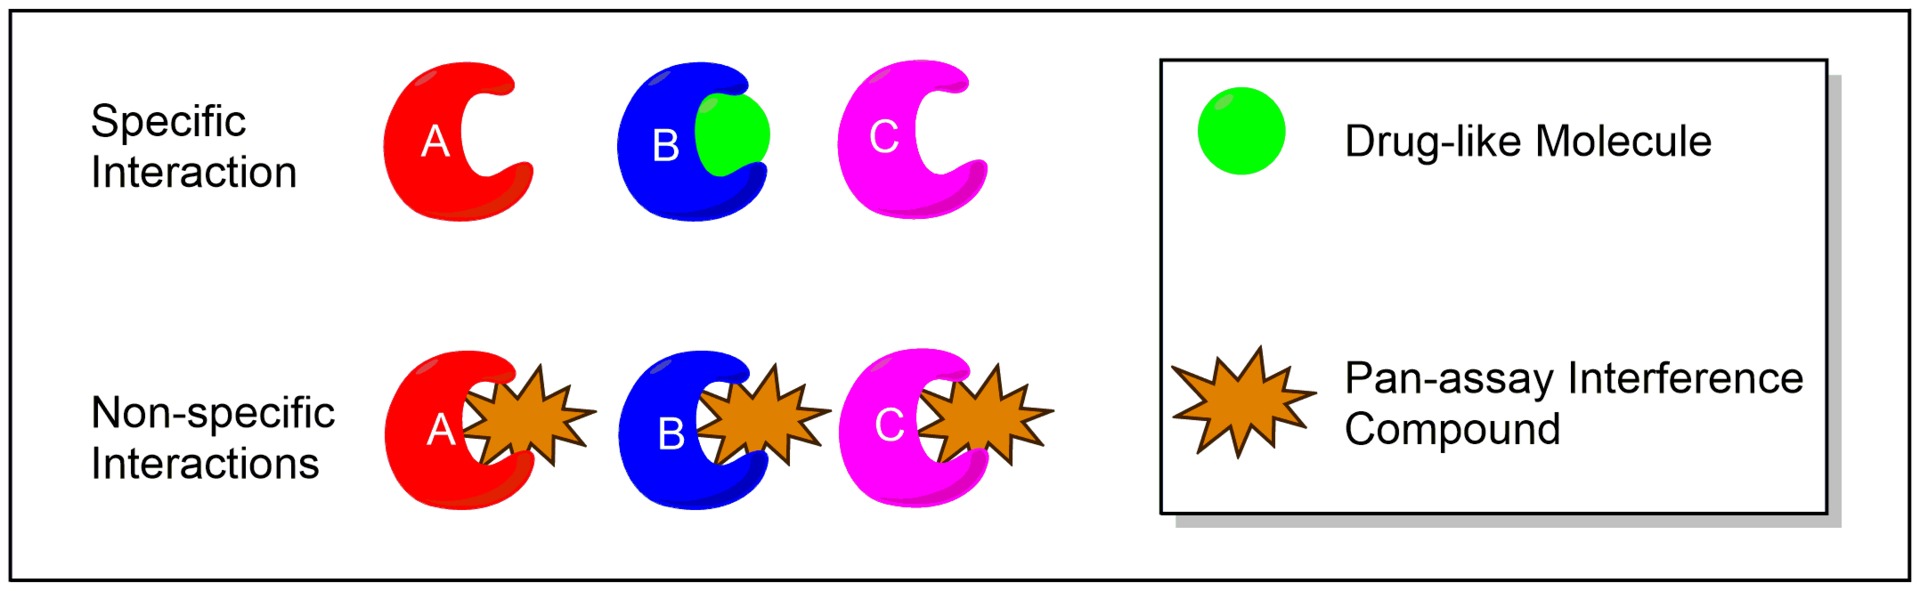 Specific
Interaction
A
B
C
Drug-like Molecule
Non-specific
Interactions
A
B
C
Pan-assay Interference
Compound